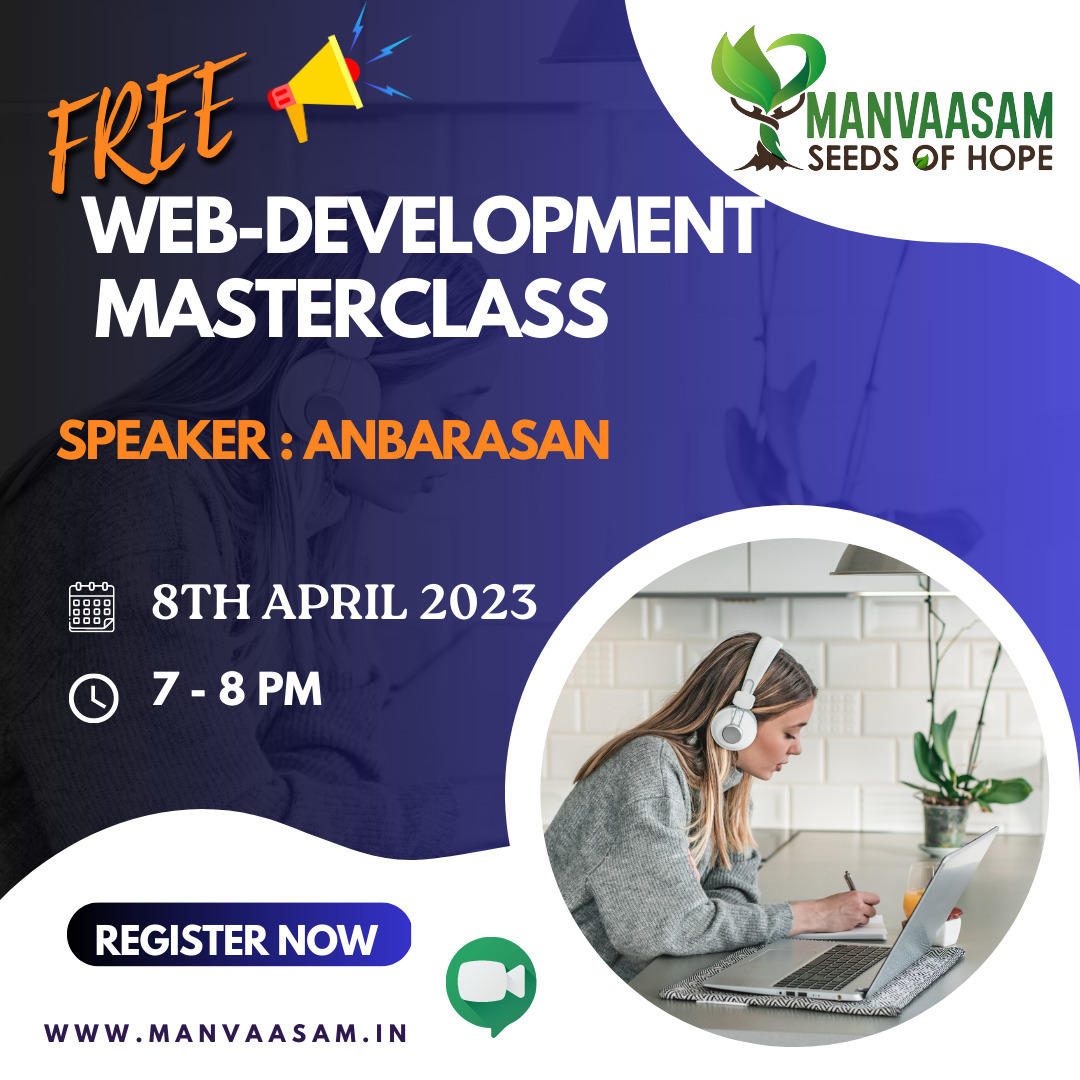 FREE
MANVAASAM
SEEDS OF HOPE
WEB-DEVELOPMENT
MASTERCLASS
SPEAKER : ANBARASAN
8TH APRIL 2023
7 - 8 PM
REGISTER NOW
WWW.MANVAASAM.IN